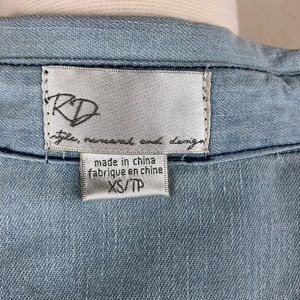 RD
style, research and design
made in china
fabriqué en chine
XS/TP